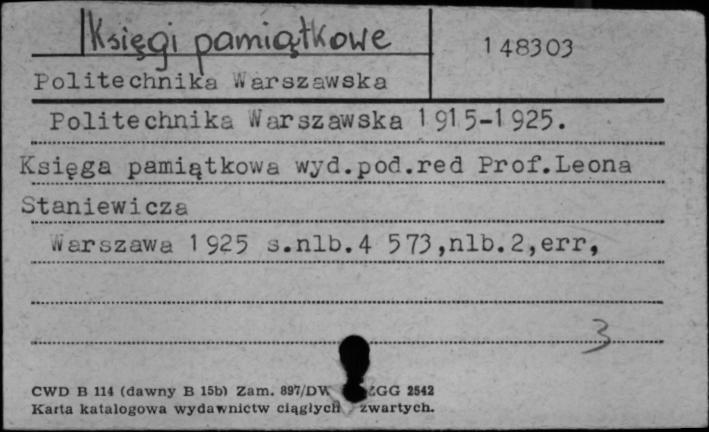 Księgi pamiątkowe
148303
Politechnika Warszawska
Politechnika Warszawska 1915-1925.
Księga pamiątkowa wyd.pod.red Prof.Leona
Staniewicza
Warszawa 1925 s.nlb.4 573,nlb.2,err,
3
CWD B 114 (dawny B 15b) Zam. 897/DW GG 2542
Karta katalogowa wydawnictw ciągłych zwartych.